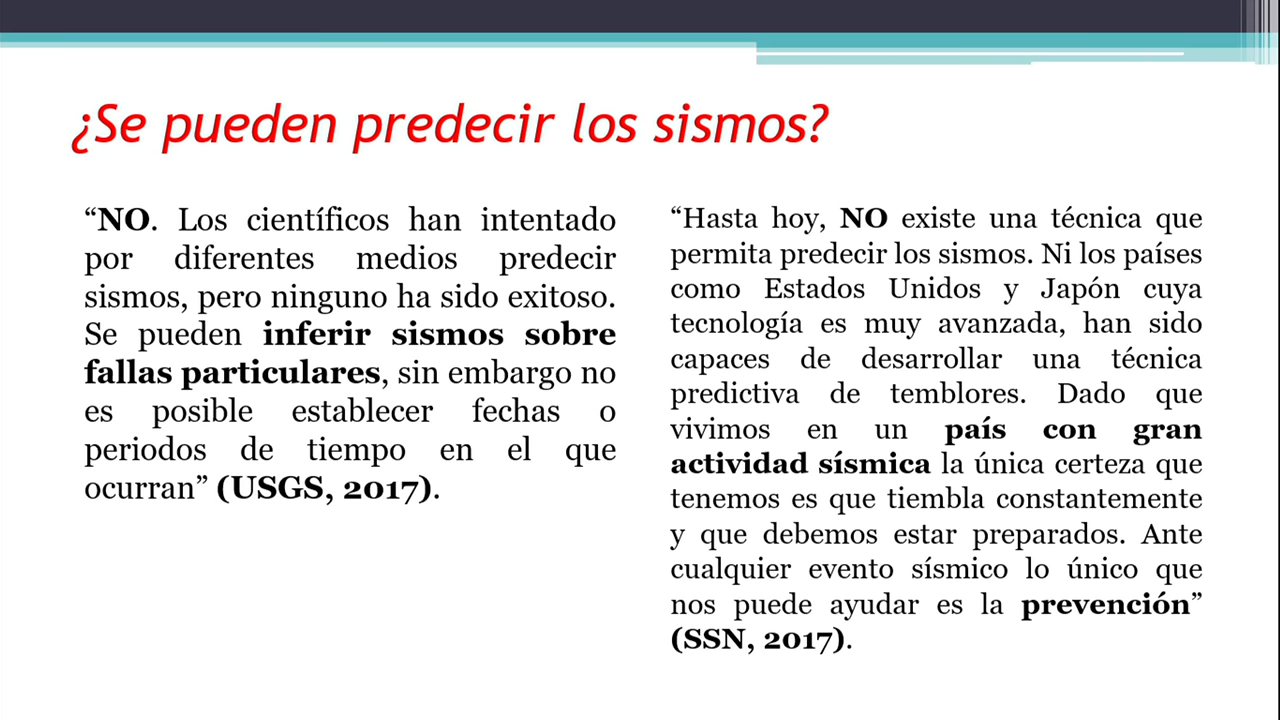 ¿Se pueden predecir los sismos?
“NO. Los científicos han intentado
por diferentes medios predecir
sismos, pero ninguno ha sido exitoso.
Se pueden inferir sismos sobre
fallas particulares, sin embargo no
es posible establecer fechas o
periodos de tiempo en el que
ocurran” (USGS, 2017).
“Hasta hoy, NO existe una técnica que
permita predecir los sismos. Ni los países
como Estados Unidos y Japón cuya
tecnología es muy avanzada, han sido
capaces de desarrollar una técnica
predictiva de temblores. Dado que
vivimos en un país con gran
actividad sísmica la única certeza que
tenemos es que tiembla constantemente
y que debemos estar preparados. Ante
cualquier evento sísmico lo único que
nos puede ayudar es la prevención”
(SSN, 2017).